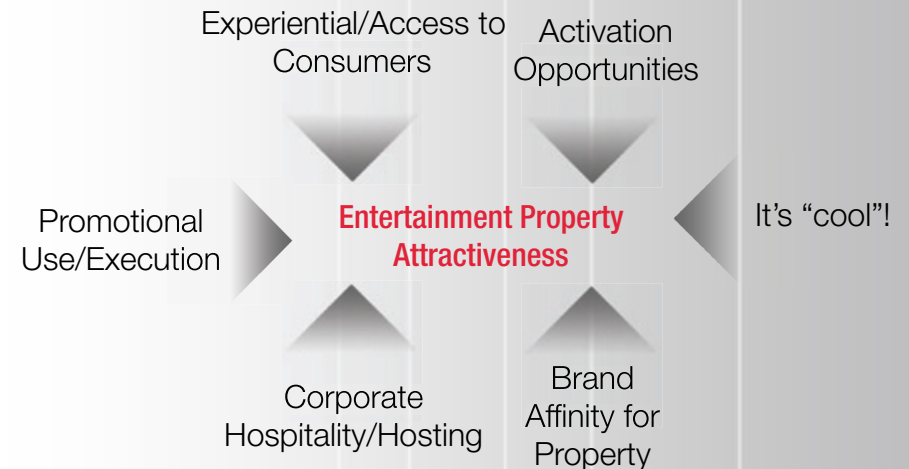 Experiential/Access to
Consumers
Activation
Opportunities
Promotional
Use/Execution
Entertainment Property
Attractiveness
It’s “cool”!
Corporate
Hospitality/Hosting
Brand
Affinity for
Property